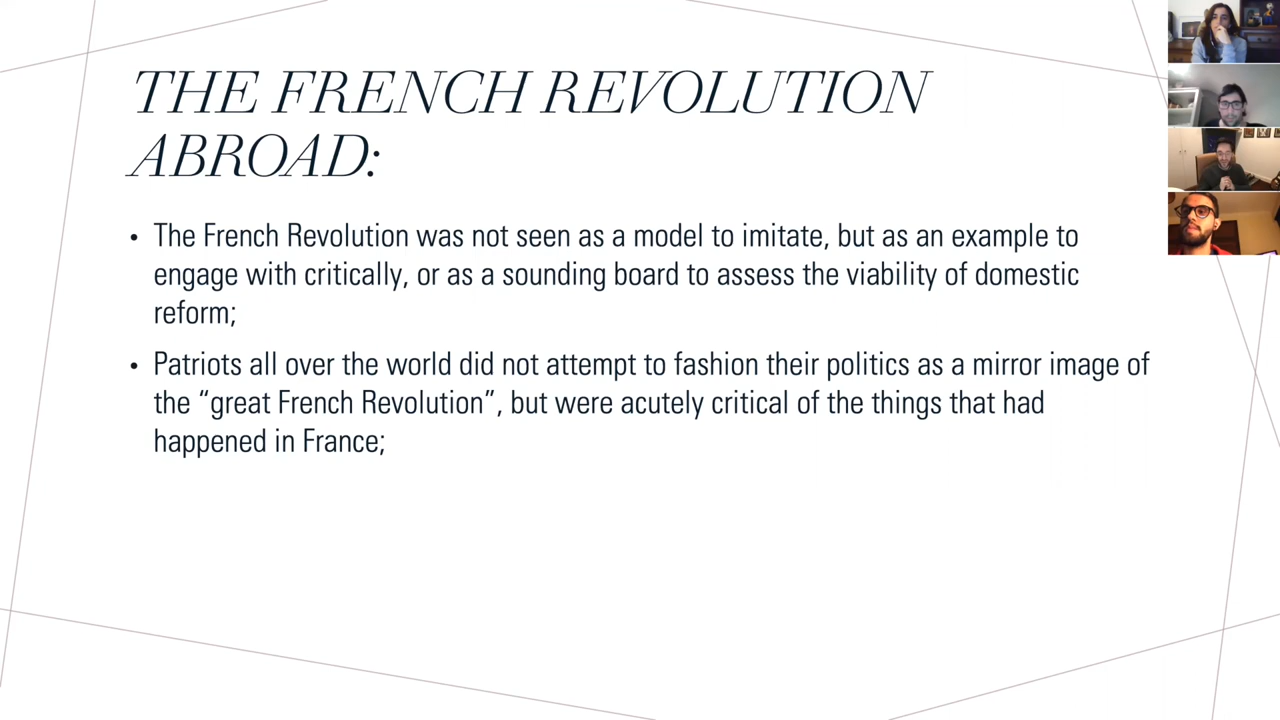 THE FRENCH REVOLUTION
ABROAD:
• The French Revolution was not seen as a model to imitate, but as an example to
engage with critically, or as a sounding board to assess the viability of domestic
reform;
• Patriots all over the world did not attempt to fashion their politics as a mirror image of
the “great French Revolution”, but were acutely critical of the things that had
happened in France;